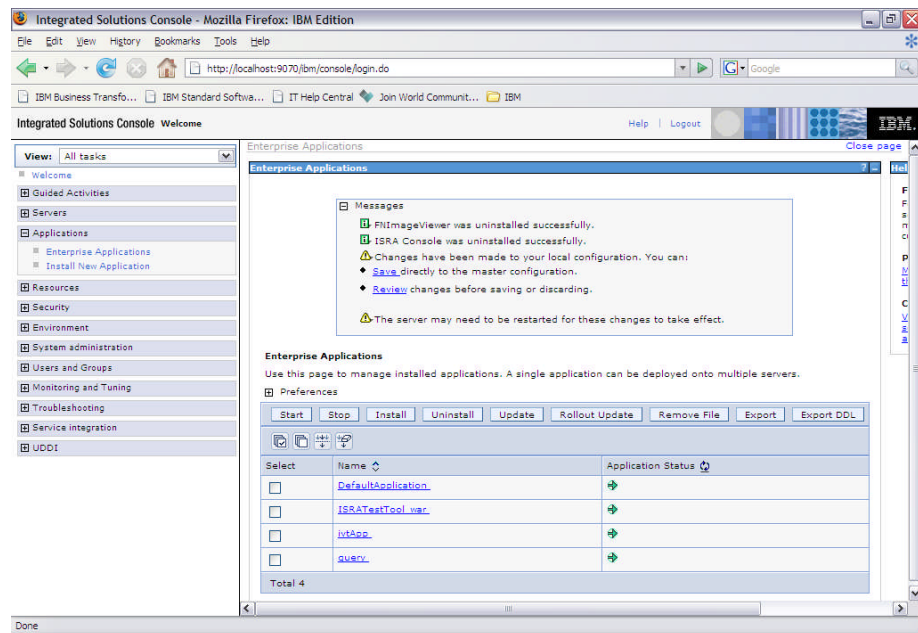 Integrated Solutions Console - Mozilla Firefox: IBM Edition
File Edit View History Bookmarks Tools Help
http://localhost:9070/ibm/console/login.do
G Google
IBM Business Transfo... IBM Standard Softwa... IT Help Central Join World Communit... IBM
Integrated Solutions Console Welcome Help | Logout IBM.
View: All tasks
Welcome
Guided Activities
Servers
Applications
Enterprise Applications
Install New Application
Resources
Security
Environment
System administration
Users and Groups
Monitoring and Tuning
Troubleshooting
Service integration
UDDI
Enterprise Applications Close page
Enterprise Applications ? Hel
Messages
FNImageViewer was uninstalled successfully.
ISRA Console was uninstalled successfully.
Changes have been made to your local configuration. You can:
Save directly to the master configuration.
Review changes before saving or discarding.
The server may need to be restarted for these changes to take effect.
Enterprise Applications
Use this page to manage installed applications. A single application can be deployed onto multiple servers.
Preferences
Start Stop Install Uninstall Update Rollout Update Remove File Export Export DDL
Select Name Application Status
DefaultApplication
ISRATestTool_war
ivtApp
query
Total 4
Done